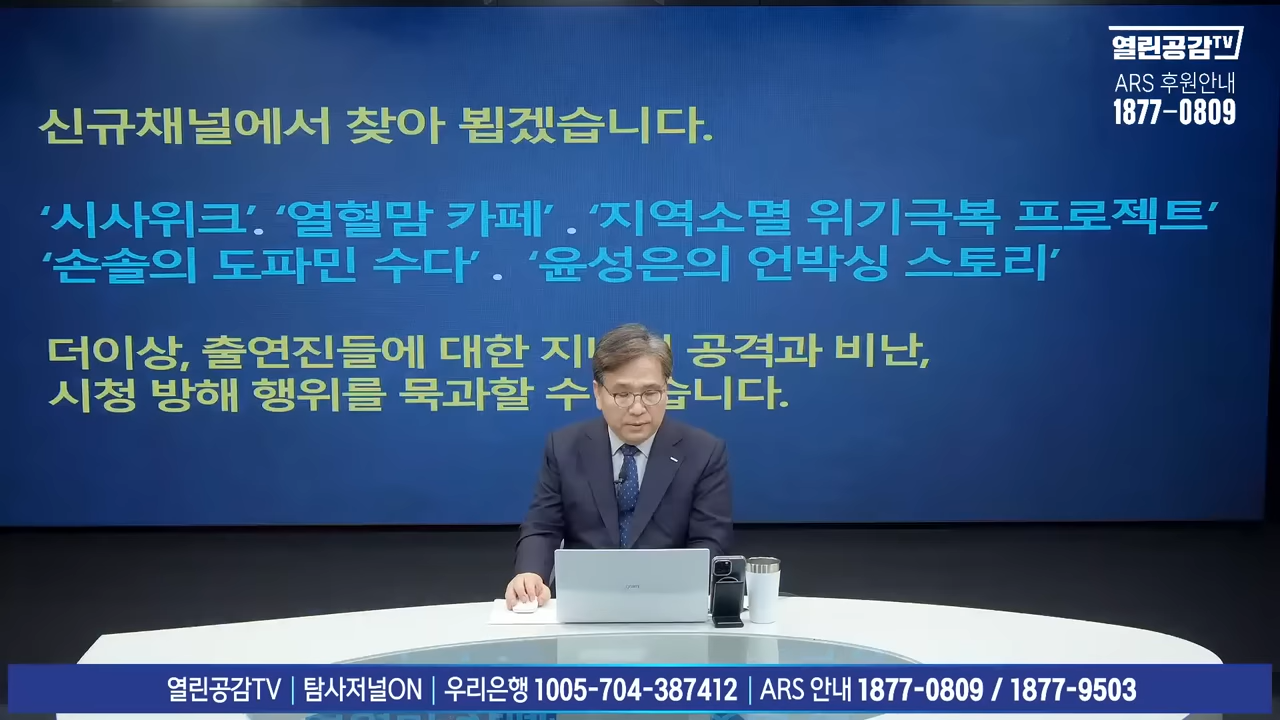 열린공감TV
ARS 후원안내
1877-0809
신규채널에서 찾아 뵙겠습니다.
‘시사위크’. ‘열혈맘 카페’ . ‘지역소멸 위기극복 프로젝트’
‘손솔의 도파민 수다’ . ‘윤성은의 언박싱 스토리’
더이상, 출연진들에 대한 공격과 비난,
시청 방해 행위를 묵과할 수
열린공감TV | 탐사저널ON | 우리은행 1005-704-387412 | ARS 안내 1877-0809 / 1877-9503